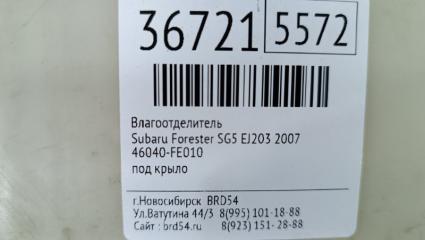 36721 5572
Влагоотделитель
Subaru Forester SG5 EJ203 2007
46040-FE010
под крыло
г.Новосибирск BRD54
Ул.Ватутина 44/3 8(995) 101-18-88
Сайт : brd54.ru 8(923) 151- 28-88